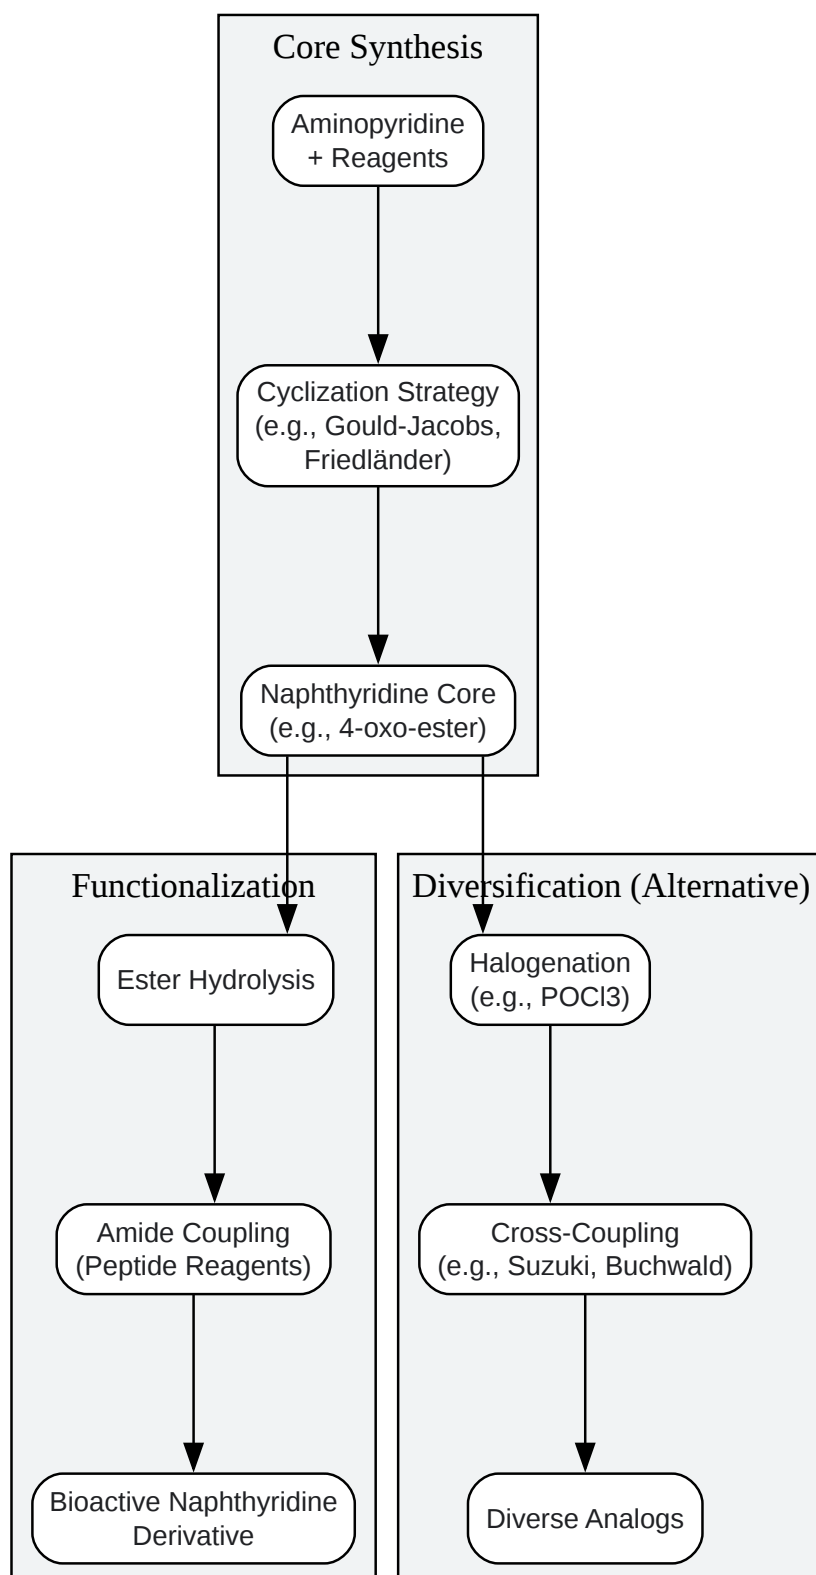 Core Synthesis
Aminopyridine
+ Reagents
Cyclization Strategy
(e.g., Gould-Jacobs,
Friedländer)
Naphthyridine Core
(e.g., 4-oxo-ester)
Functionalization
Ester Hydrolysis
Amide Coupling
(Peptide Reagents)
Bioactive Naphthyridine
Derivative
Diversification (Alternative)
Halogenation
(e.g., POCl3)
Cross-Coupling
(e.g., Suzuki, Buchwald)
Diverse Analogs